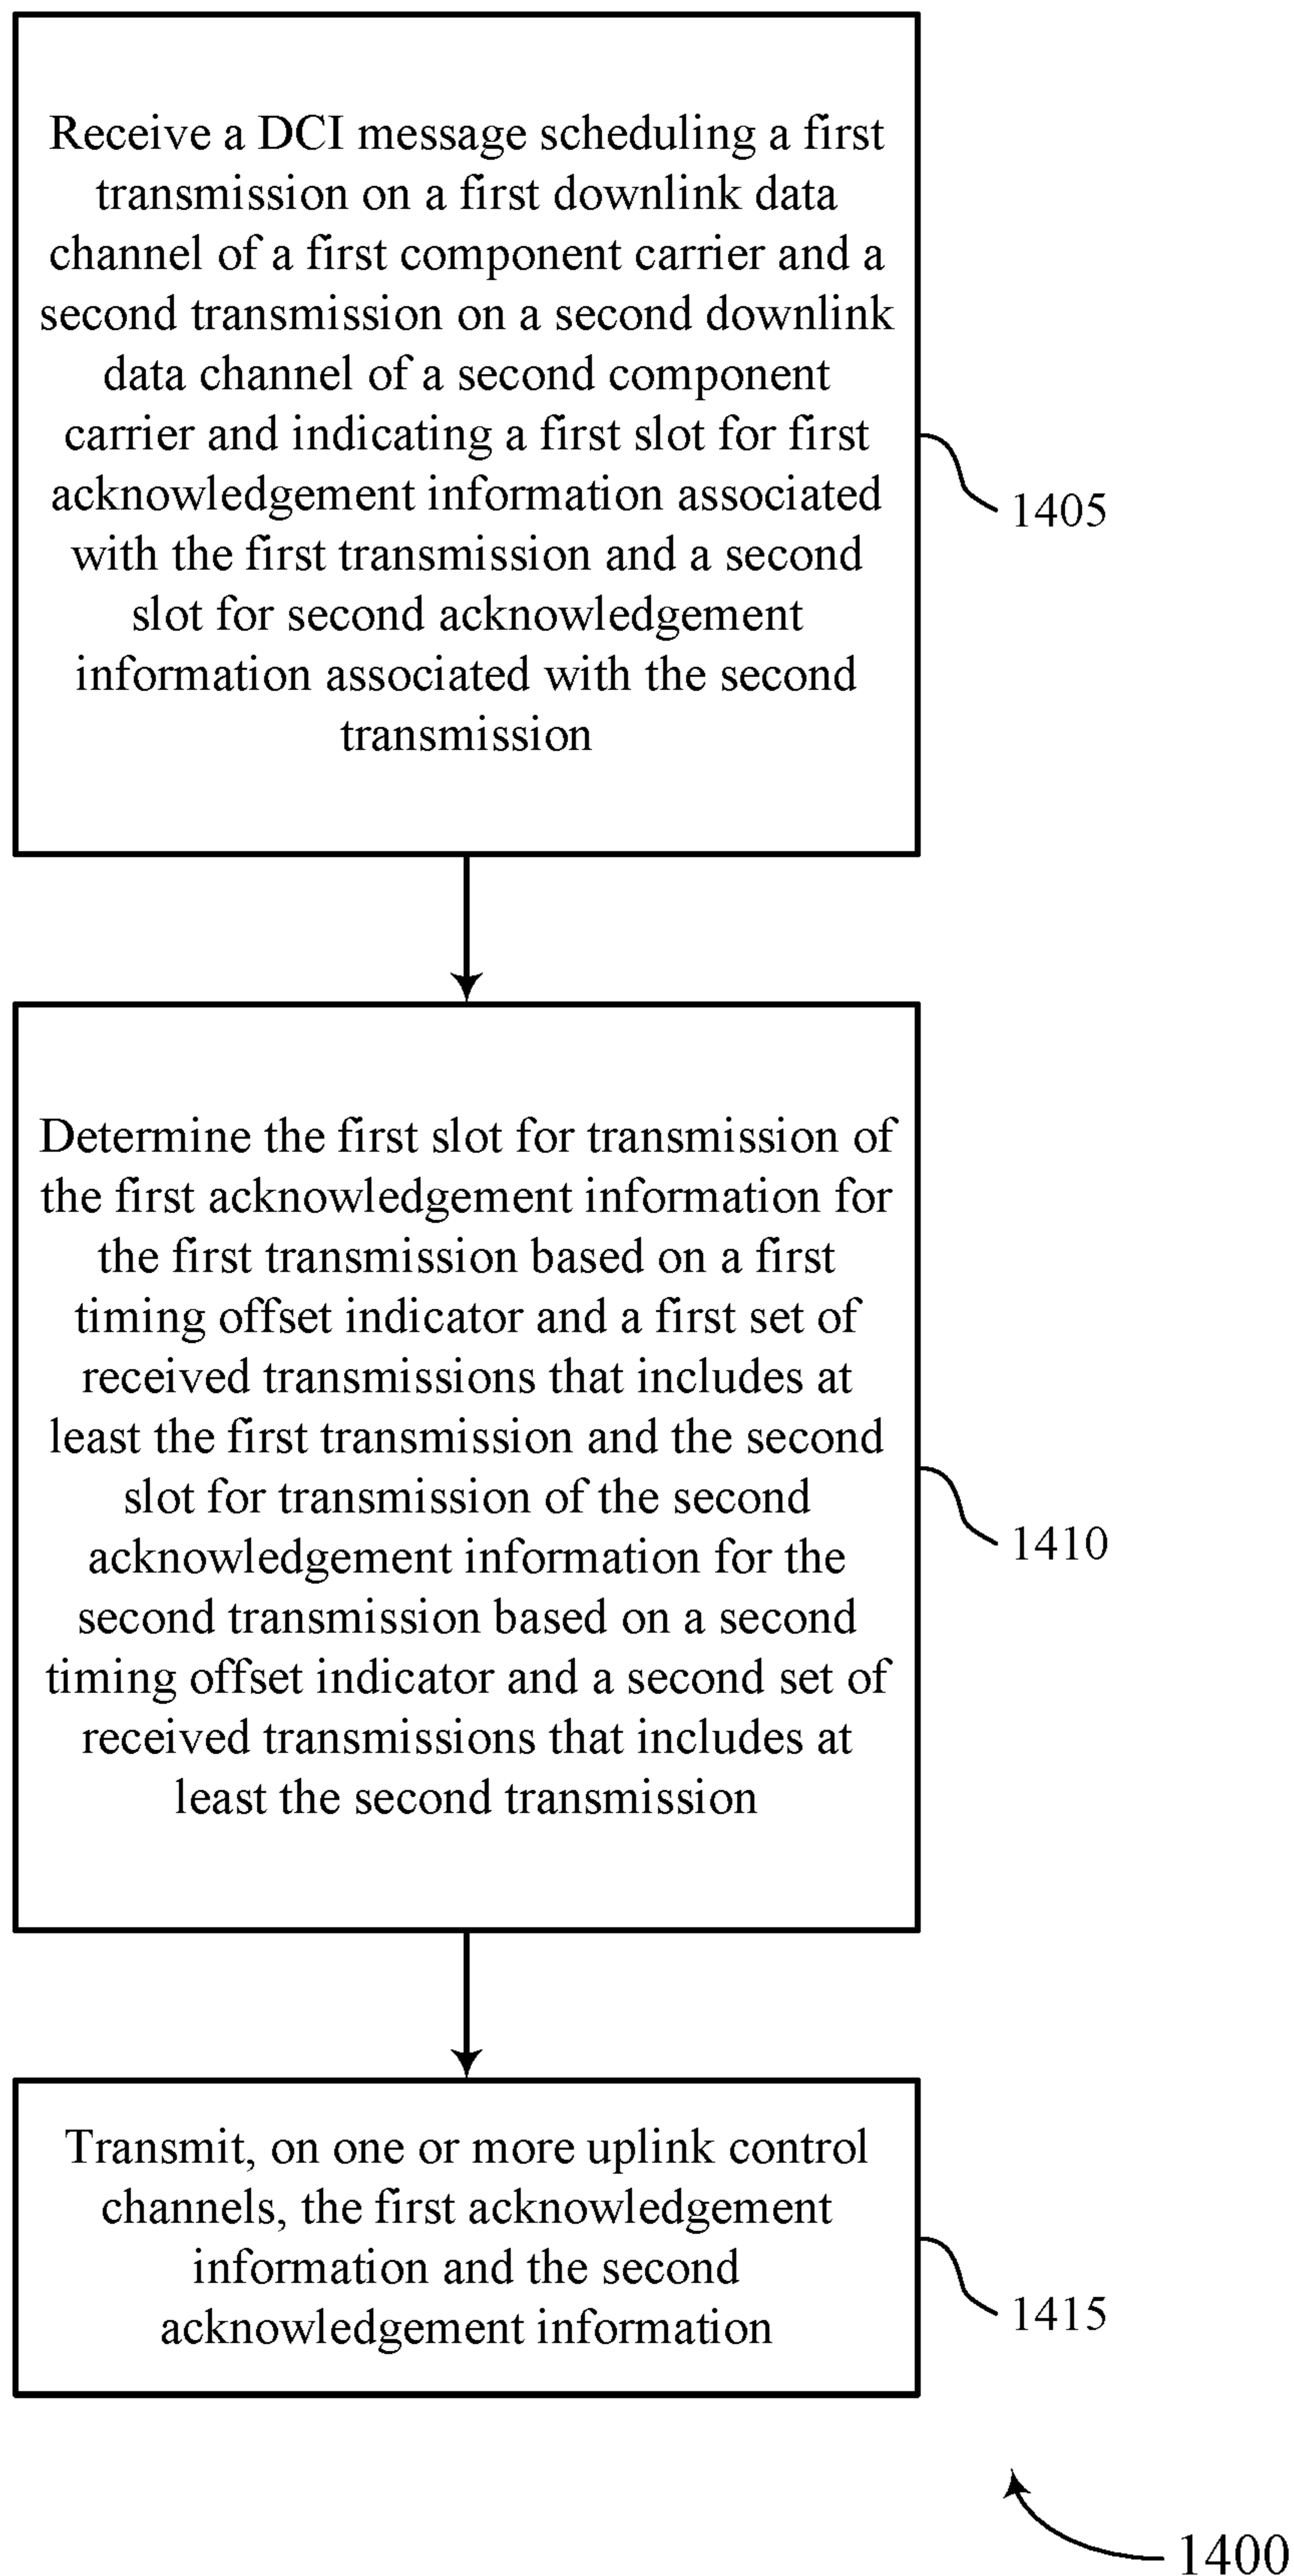 Receive a DCI message scheduling a first
transmission on a first downlink data
channel of a first component carrier and a
second transmission on a second downlink
data channel of a second component
carrier and indicating a first slot for first
acknowledgement information associated
with the first transmission and a second
slot for second acknowledgement
information associated with the second
transmission
1405
Determine the first slot for transmission of
the first acknowledgement information for
the first transmission based on a first
timing offset indicator and a first set of
received transmissions that includes at
least the first transmission and the second
slot for transmission of the second
acknowledgement information for the
second transmission based on a second
timing offset indicator and a second set of
received transmissions that includes at
least the second transmission
1410
Transmit, on one or more uplink control
channels, the first acknowledgement
information and the second
acknowledgement information
1415
1400